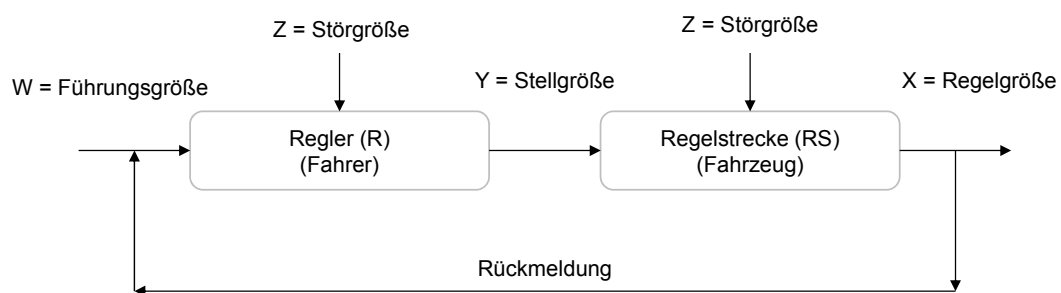 Z = Störgröße
Z = Störgröße
W = Führungsgröße
Y = Stellgröße
X = Regelgröße
Regler (R)
(Fahrer)
Regelstrecke (RS)
(Fahrzeug)
Rückmeldung